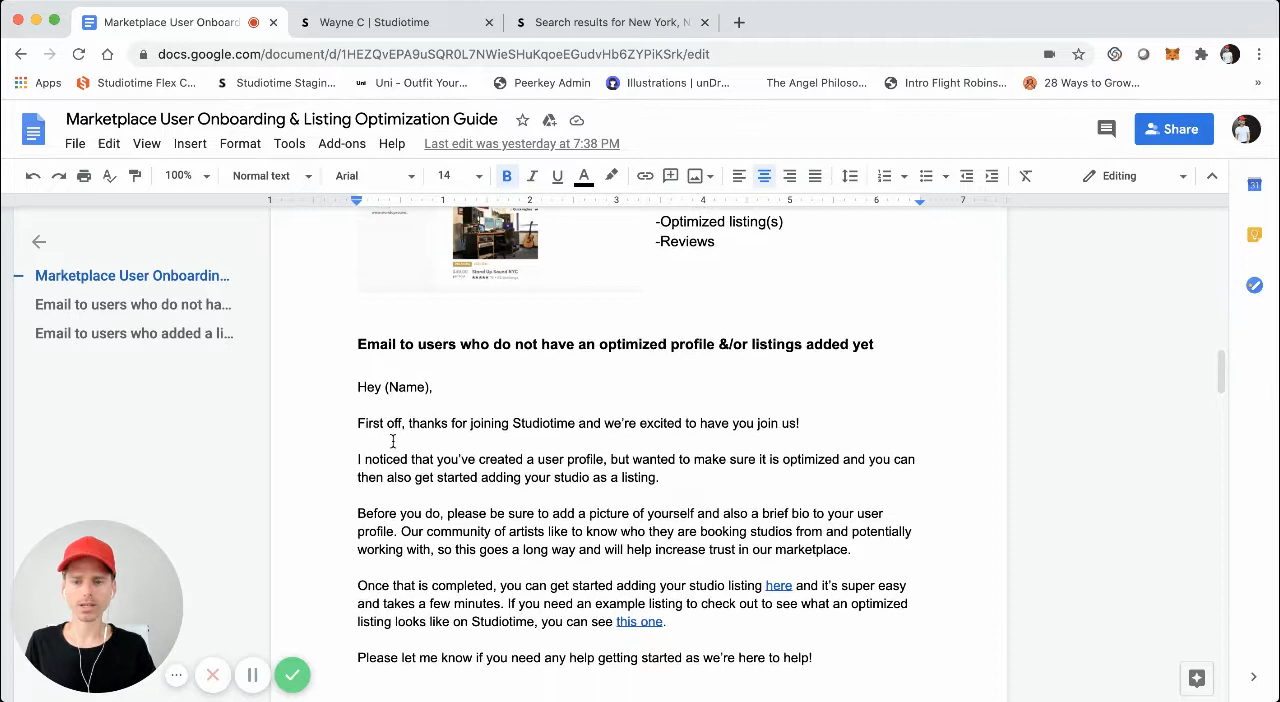 Marketplace User Onboard
Wayne C | Studiotime
Search results for New York, N
docs.google.com/document/d/1HEZQvEPA9uSQR0L7NWieSHuKqoeEGudvHb6ZYPiKSrk/edit
Apps
Studiotime Flex C...
Studiotime Stagin...
Uni - Outfit Your...
Peerkey Admin
Illustrations | unDr...
The Angel Philoso...
Intro Flight Robins...
28 Ways to Grow...
»
Marketplace User Onboarding & Listing Optimization Guide
Share
File Edit View Insert Format Tools Add-ons Help Last edit was yesterday at 7:38 PM
100% Normal text Arial 14 B I U A Editing
1 1 2 3 4 5 6 7
-Optimized listing(s)
-Reviews
Stand Up Sound NYC
Marketplace User Onboardin...
Email to users who do not ha...
Email to users who added a li...
Email to users who do not have an optimized profile &/or listings added yet
Hey (Name),
First off, thanks for joining Studiotime and we're excited to have you join us!
I noticed that you've created a user profile, but wanted to make sure it is optimized and you can
then also get started adding your studio as a listing.
Before you do, please be sure to add a picture of yourself and also a brief bio to your user
profile. Our community of artists like to know who they are booking studios from and potentially
working with, so this goes a long way and will help increase trust in our marketplace.
Once that is completed, you can get started adding your studio listing here and it's super easy
and takes a few minutes. If you need an example listing to check out to see what an optimized
listing looks like on Studiotime, you can see this one.
Please let me know if you need any help getting started as we're here to help!